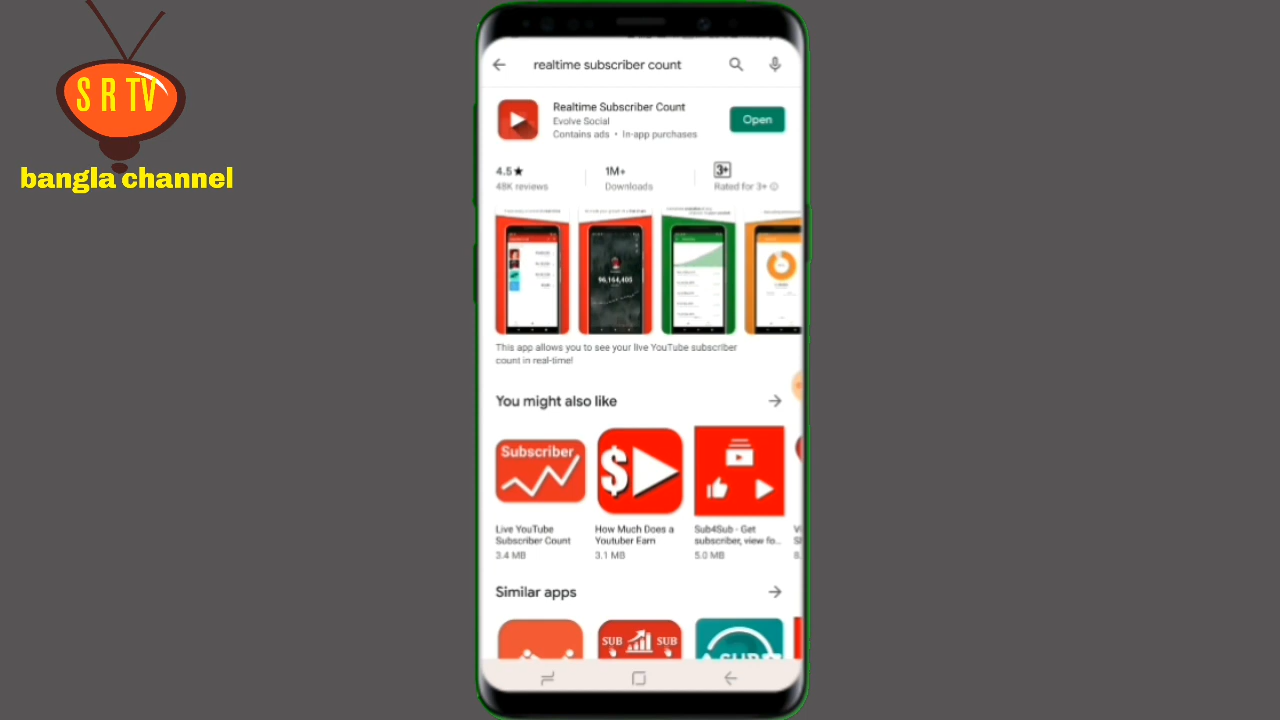 S R TV
bangla channel
realtime subscriber count
Realtime Subscriber Count
Evolve Social
Contains ads • In-app purchases
Open
4.5★
48K reviews
1M+
Downloads
3+
Rated for 3+
96,164,405
This app allows you to see your live YouTube subscriber
count in real-time!
You might also like
Subscriber
$
Live YouTube
Subscriber Count
3.4 MB
How Much Does a
Youtuber Earn
3.1 MB
Sub4Sub - Get
subscriber, view fo...
5.0 MB
Similar apps
SUB SUB